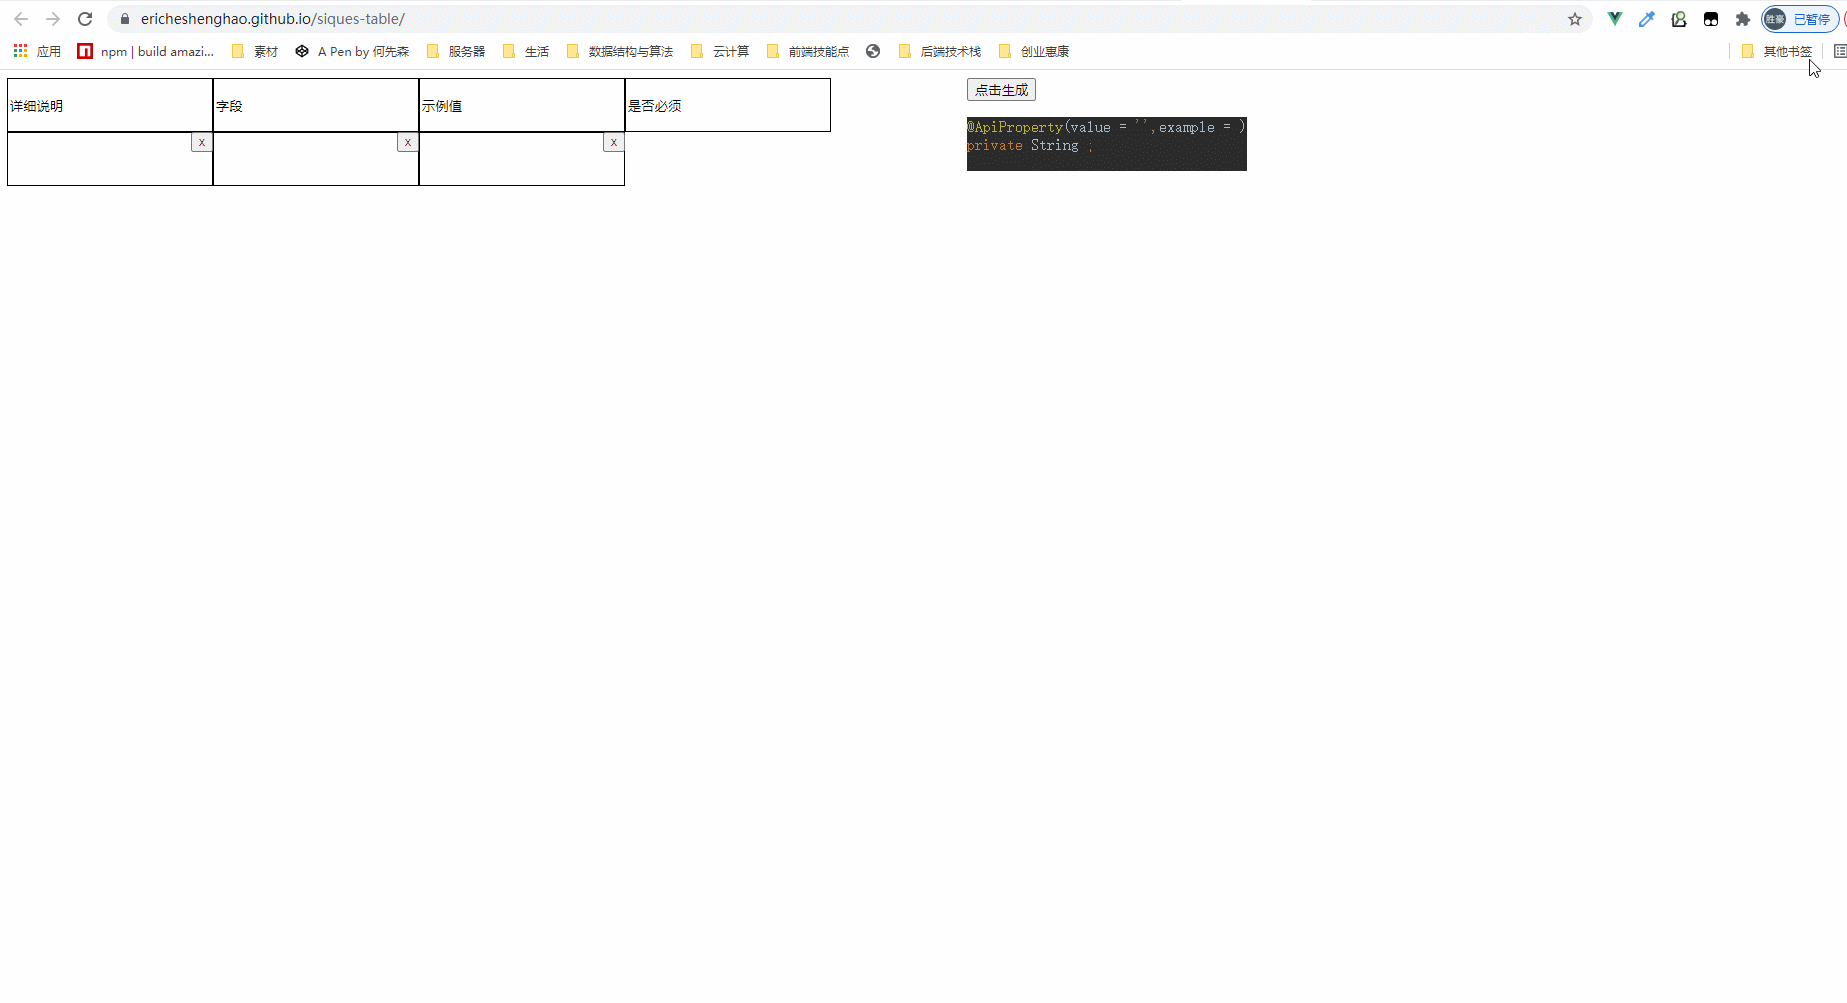 ericheshenghao.github.io/siques-table/
胜豪 已暂停
应用 npm | build amazi... 素材 A Pen by 何先森 服务器 生活 数据结构与算法 云计算 前端技能点 后端技术栈 创业惠康 其他书签
详细说明 字段 示例值 是否必须
x x x
点击生成
@ApiProperty(value = '',example = )
private String ;